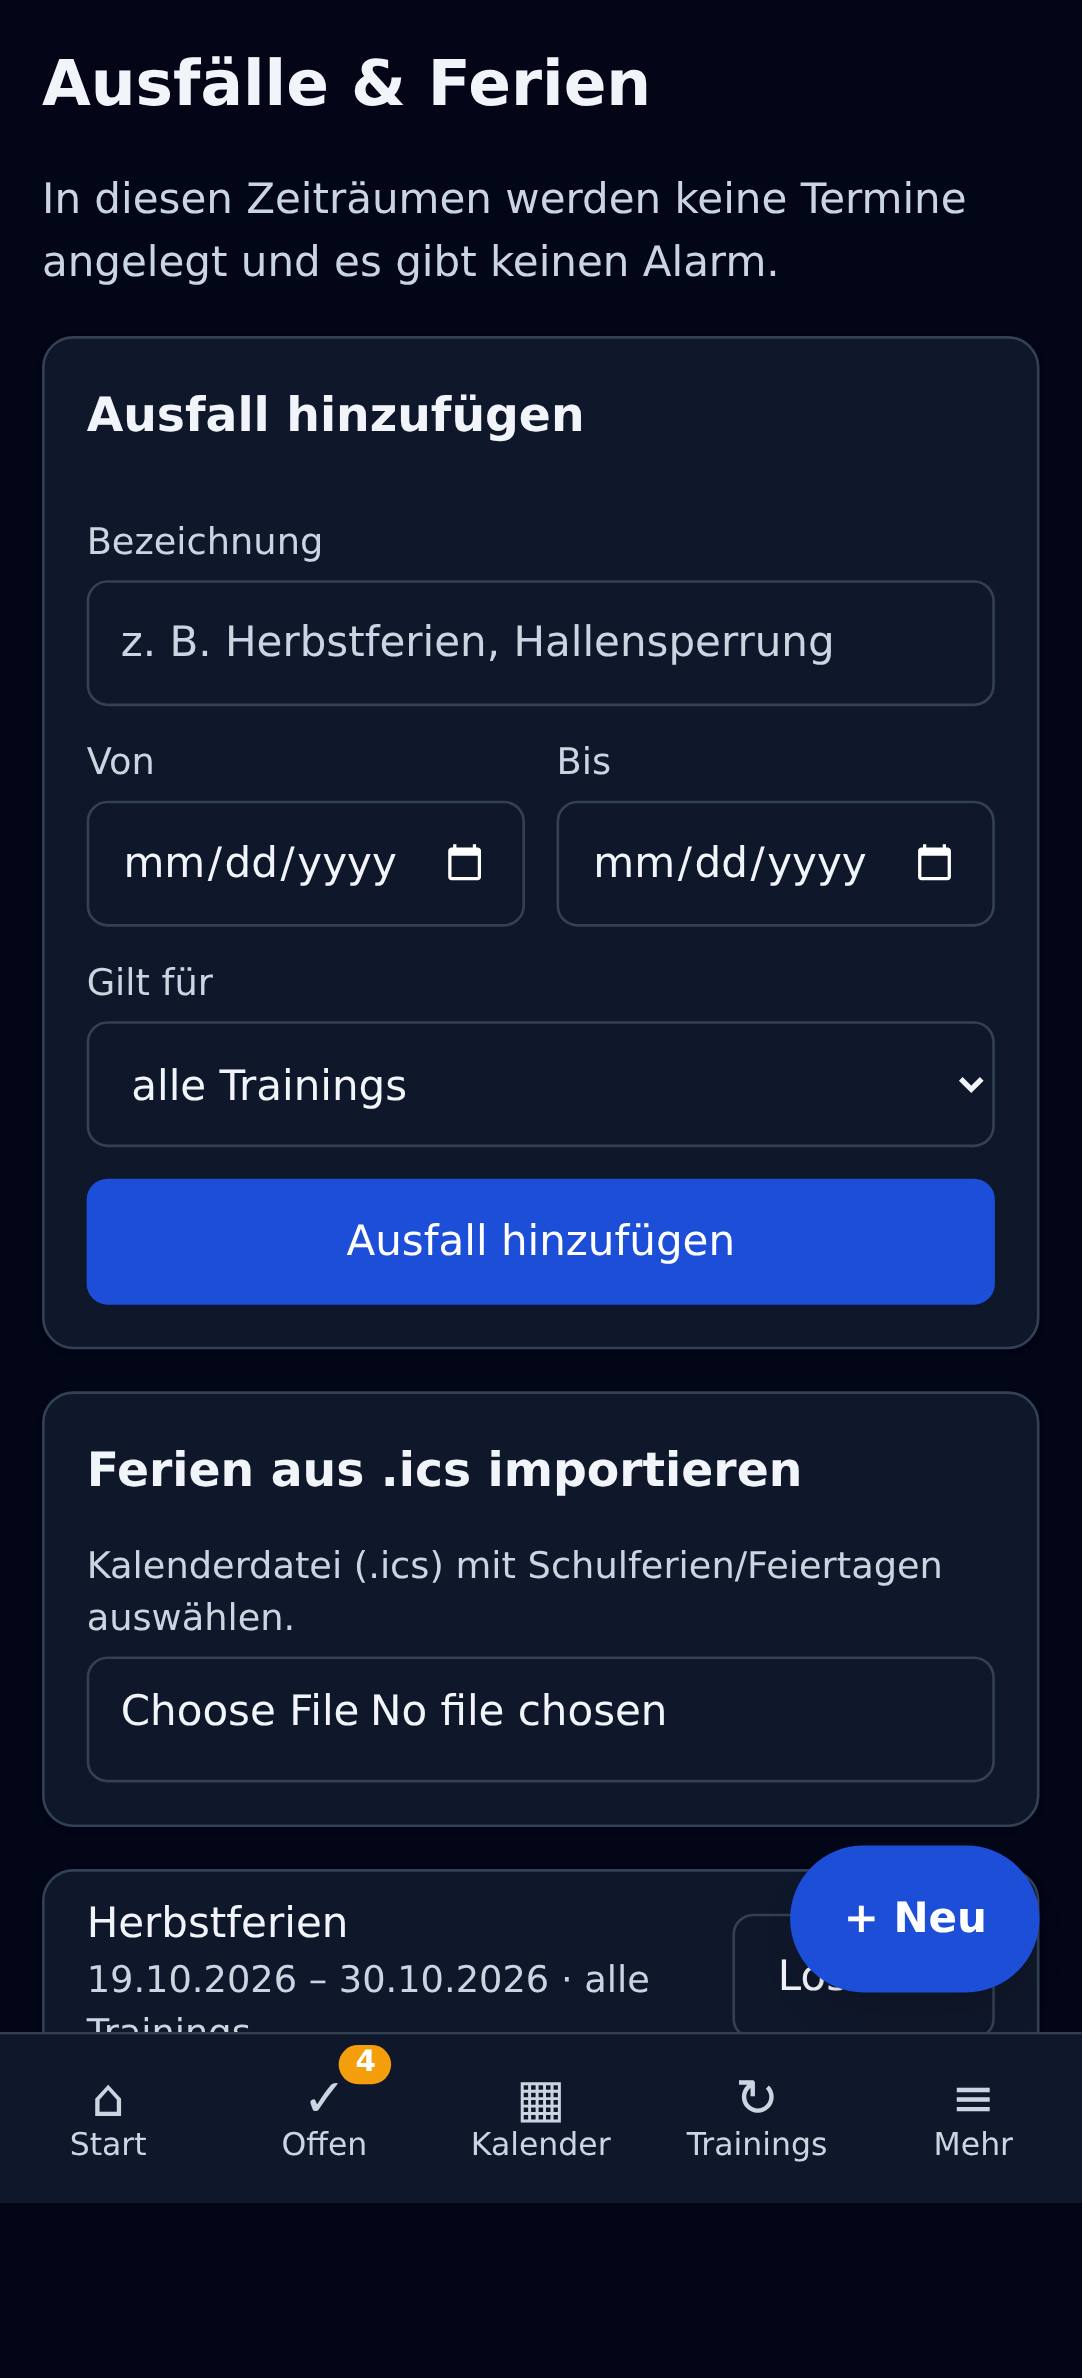 Ausfälle & Ferien
In diesen Zeiträumen werden keine Termine
angelegt und es gibt keinen Alarm.
Ausfall hinzufügen
Bezeichnung
z. B. Herbstferien, Hallensperrung
Von
Bis
mm/dd/yyyy
mm/dd/yyyy
Gilt für
alle Trainings
Ausfall hinzufügen
Ferien aus .ics importieren
Kalenderdatei (.ics) mit Schulferien/Feiertagen
auswählen.
Choose File No file chosen
+ Neu
Herbstferien
19.10.2026 – 30.10.2026 · alle
Trainings
4
Start
Offen
Kalender
Trainings
Mehr